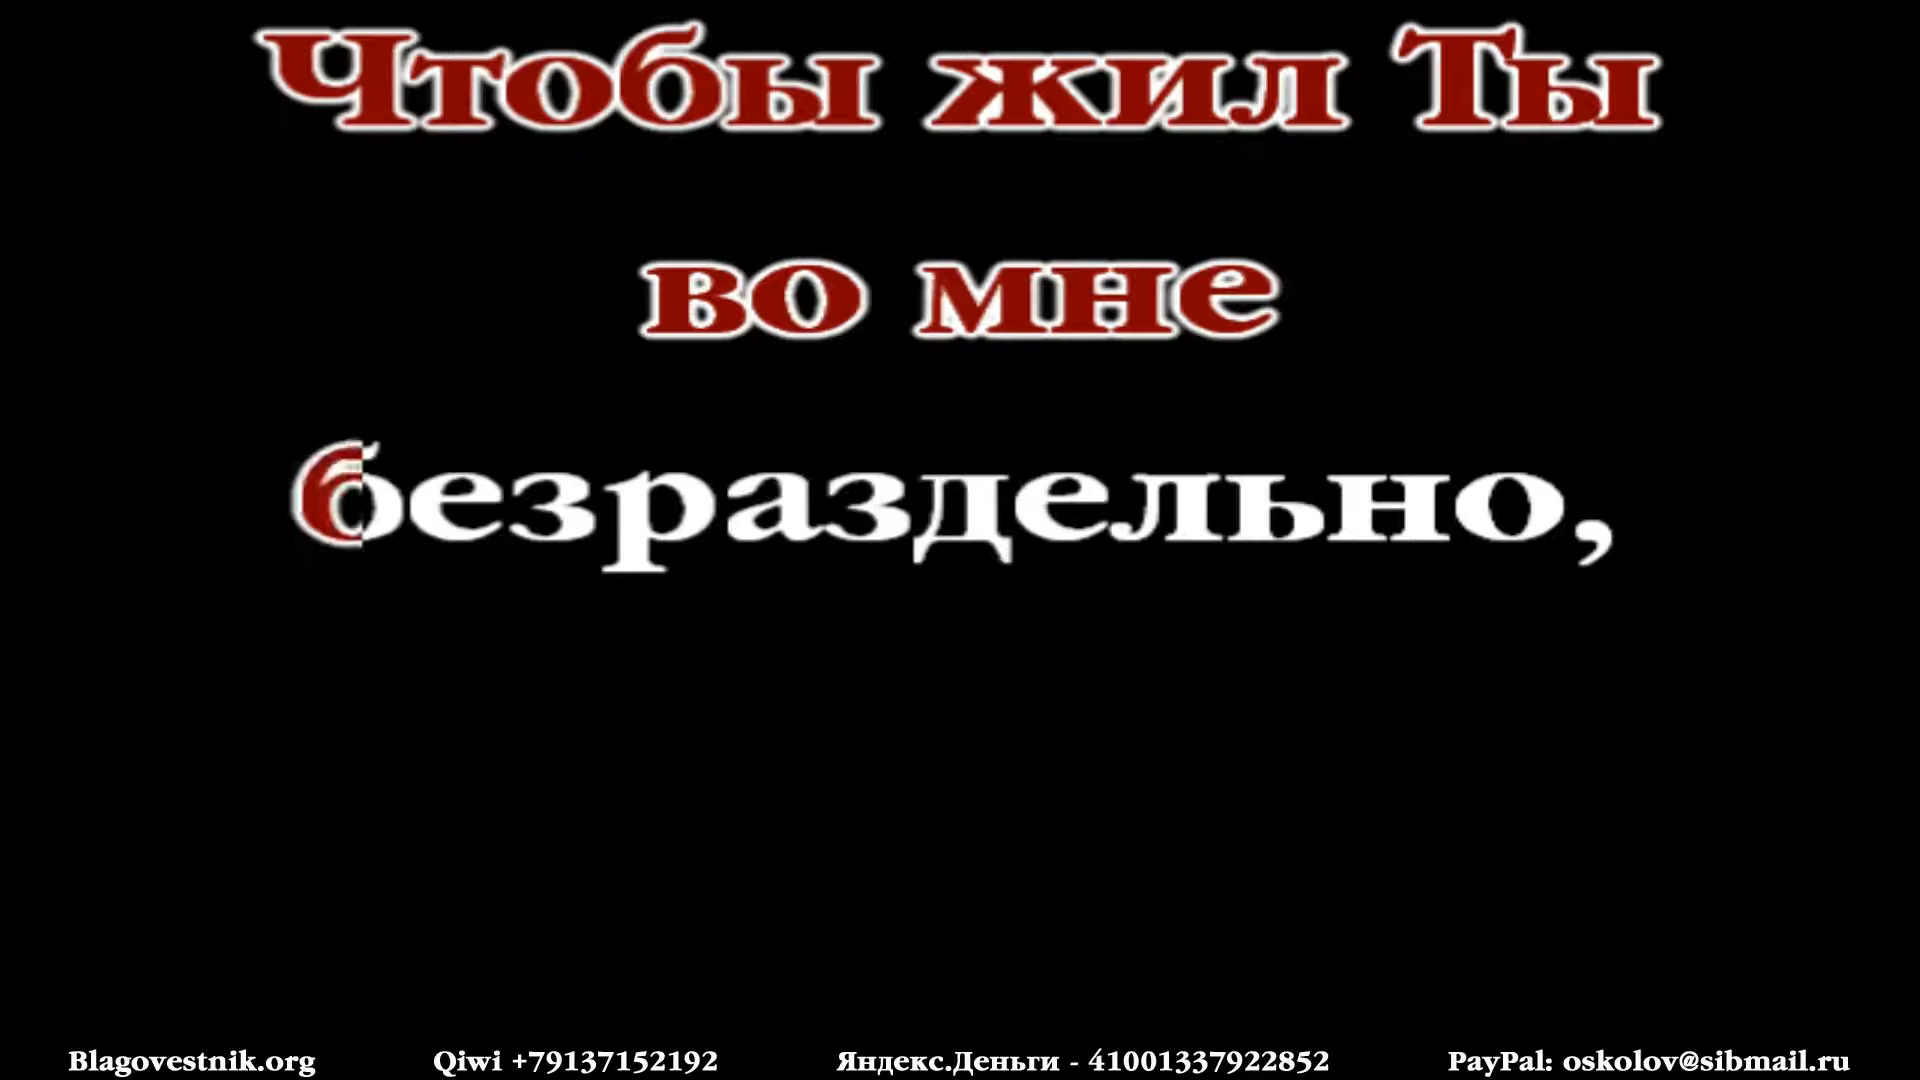 Чтобы жил Ты
во мне
безраздельно,
Blagovestnik.org Qiwi +79137152192 Яндекс.Деньги - 41001337922852 PayPal: oskolov@sibmail.ru